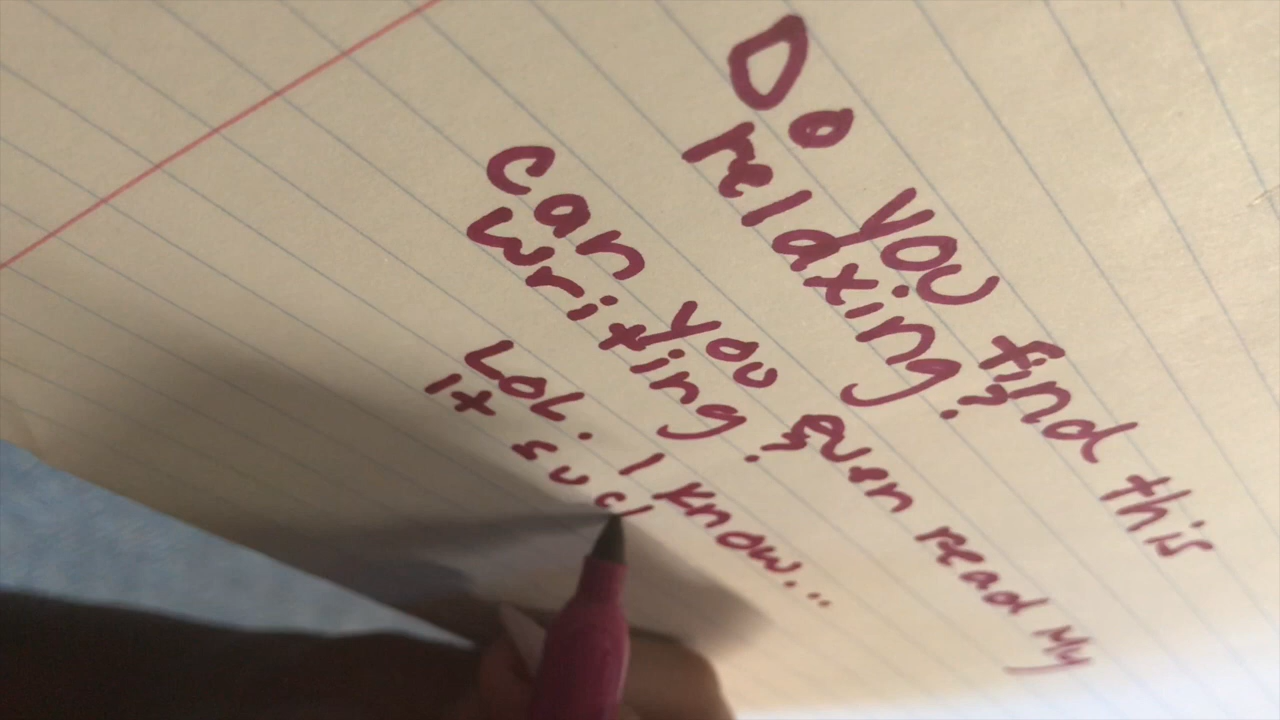 Do you find this
relaxing?
Can you even read My
writing?
LOL. I know...
It suc